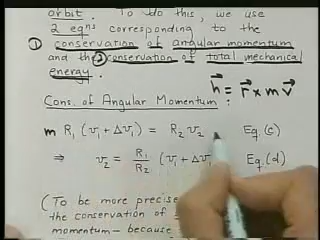 orbit. To do this, we use
2 eqns corresponding to the
① conservation of angular momentum
and the ② conservation of total mechanical
energy.
h⃗ = r⃗ x m v⃗
Cons. of Angular Momentum:
m R₁ (v₁ + Δv₁) = R₂ v₂ Eq.(c)
⇒ v₂ = R₁/R₂ (v₁ + Δv₁ Eq.(d)
(To be more precise
the conservation of
momentum— because